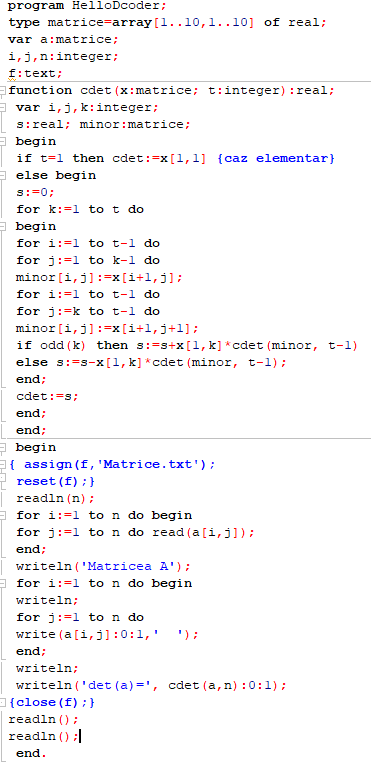 program HelloDcoder;
type matrice=array[1..10,1..10] of real;
var a:matrice;
i,j,n:integer;
f:text;
function cdet(x:matrice; t:integer):real;
var i,j,k:integer;
s:real; minor:matrice;
begin
if t=1 then cdet:=x[1,1] {caz elementar}
else begin
s:=0;
for k:=1 to t do
begin
for i:=1 to t-1 do
for j:=1 to k-1 do
minor[i,j]:=x[i+1,j];
for i:=1 to t-1 do
for j:=k to t-1 do
minor[i,j]:=x[i+1,j+1];
if odd(k) then s:=s+x[1,k]*cdet(minor, t-1)
else s:=s-x[1,k]*cdet(minor, t-1);
end;
cdet:=s;
end;
end;
begin
{ assign(f,'Matrice.txt');
reset(f);}
readln(n);
for i:=1 to n do begin
for j:=1 to n do read(a[i,j]);
end;
writeln('Matricea A');
for i:=1 to n do begin
writeln;
for j:=1 to n do
write(a[i,j]:0:1,'  ');
end;
writeln;
writeln('det(a)=', cdet(a,n):0:1);
{close(f);}
readln();
readln();
end.